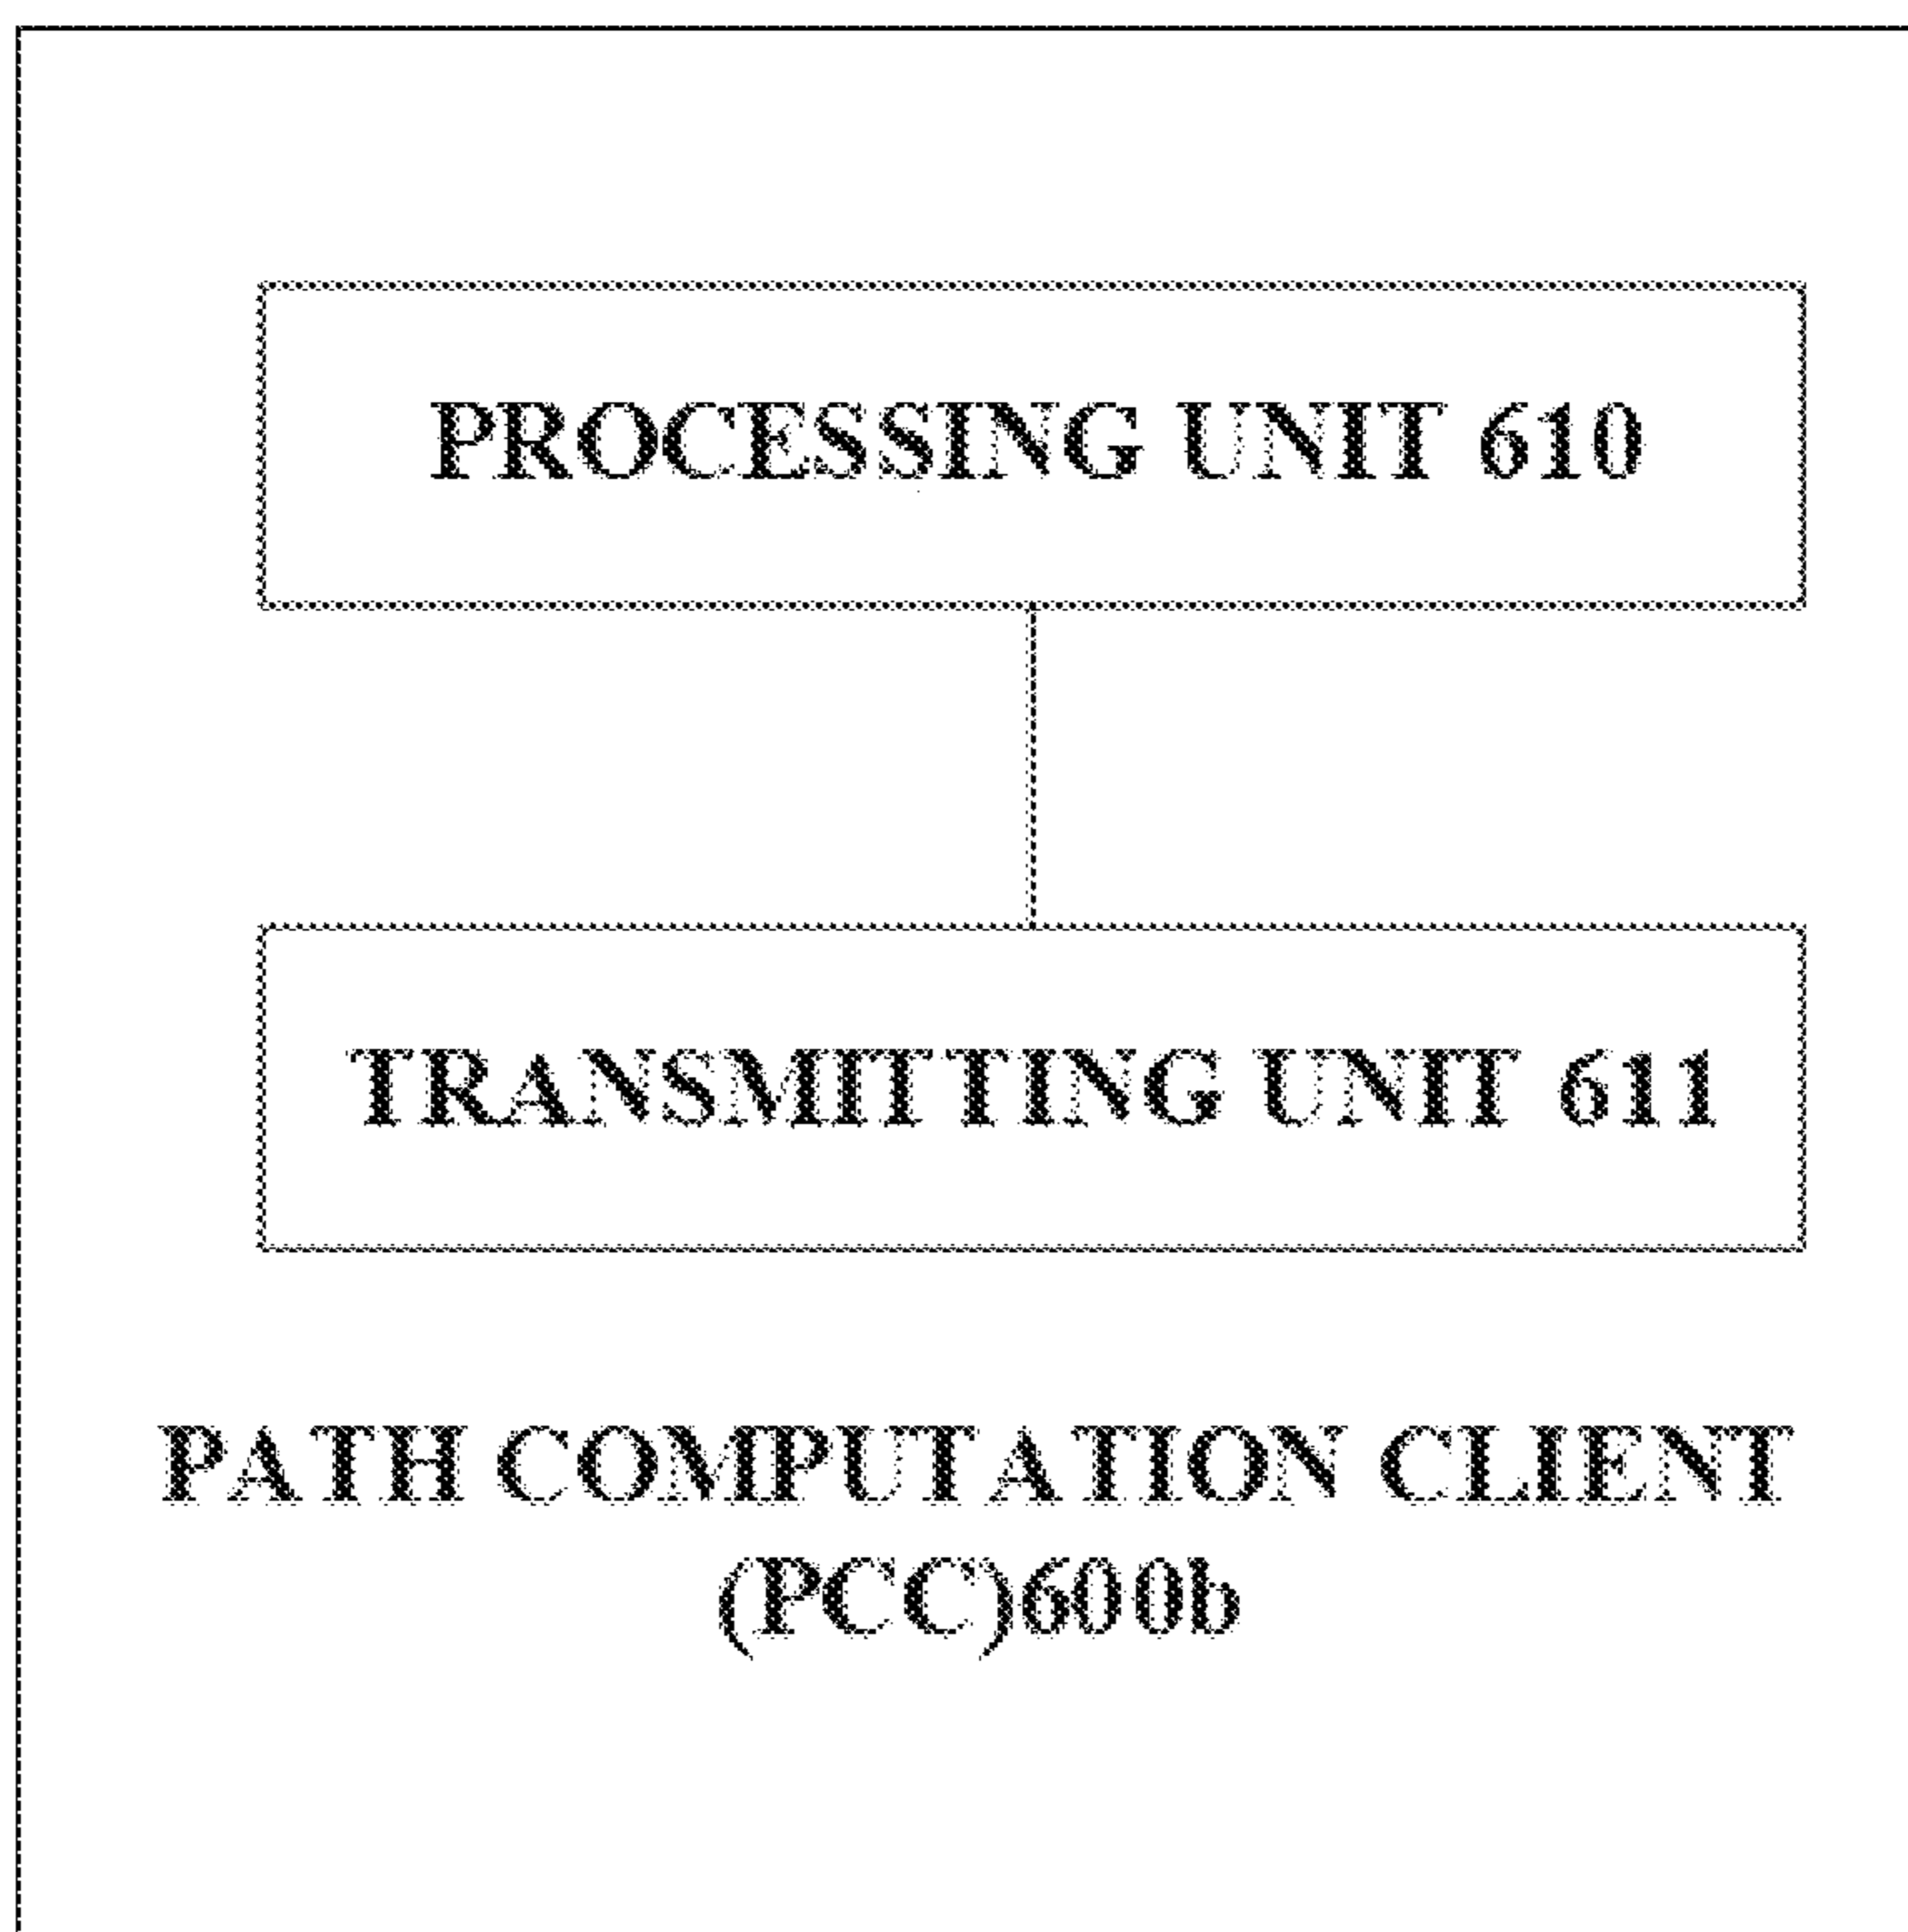 PROCESSING UNIT 610
TRANSMITTING UNIT 611
PATH COMPUTATION CLIENT
(PCC)600b